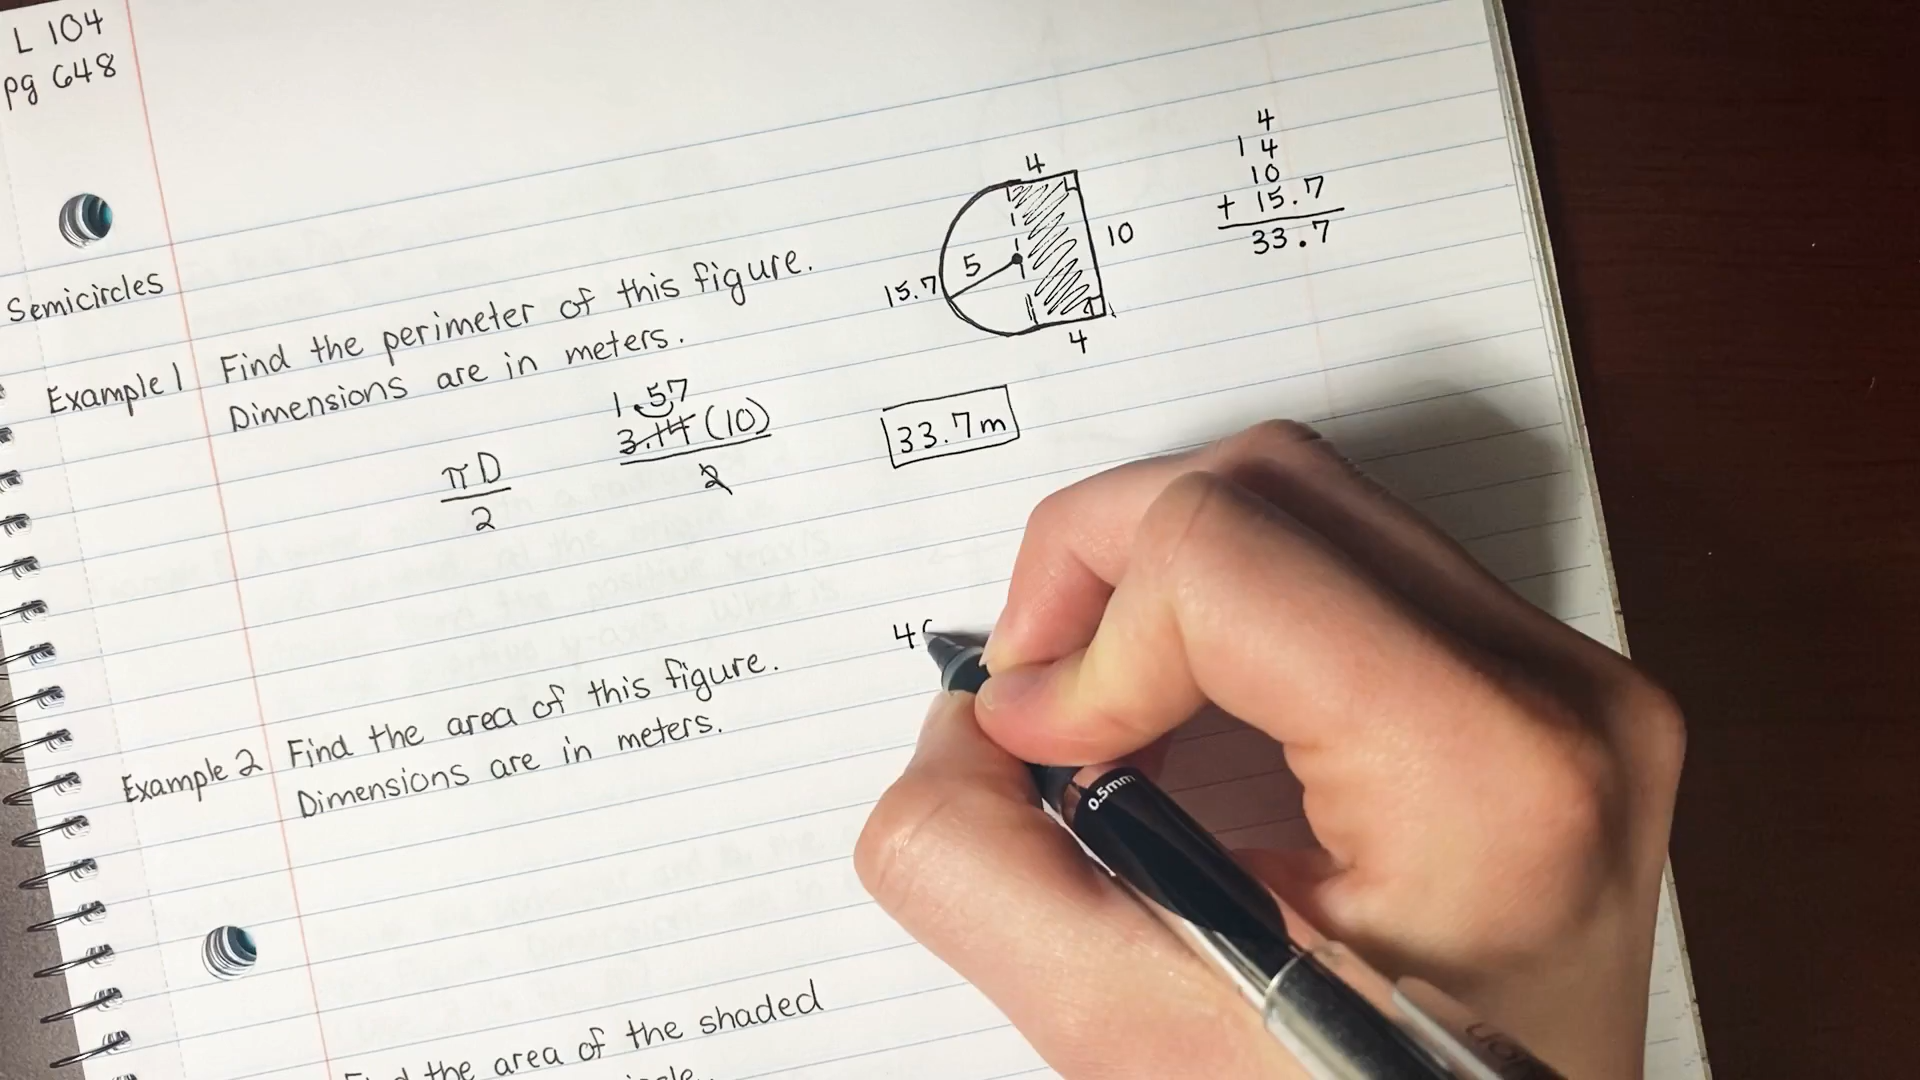 L 104
pg 648
Semicircles
Example 1 Find the perimeter of this figure.
Dimensions are in meters.
πD
2
1.57
3.14 (10)
2
4
5
15.7
10
4
4
1 4
10
+ 15.7
33.7
33.7m
4
Example 2 Find the area of this figure.
Dimensions are in meters.
the area of the shaded
0.5mm